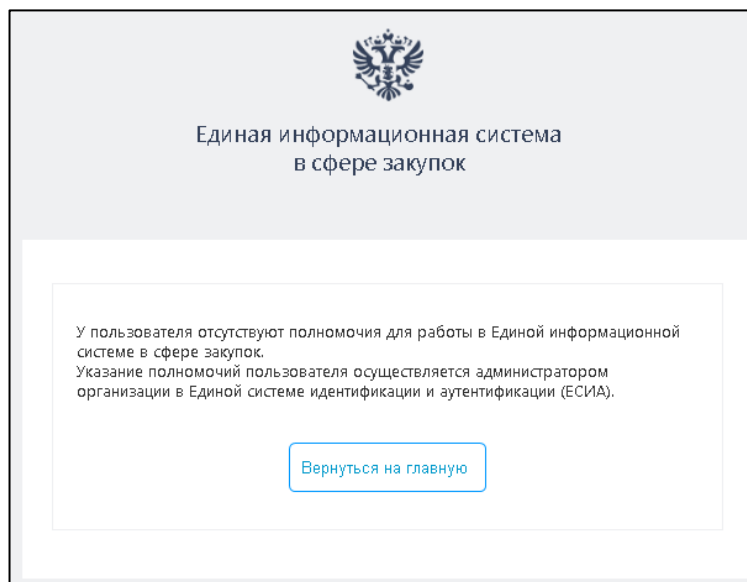 Единая информационная система
в сфере закупок
У пользователя отсутствуют полномочия для работы в Единой информационной
системе в сфере закупок.
Указание полномочий пользователя осуществляется администратором
организации в Единой системе идентификации и аутентификации (ЕСИА).
Вернуться на главную